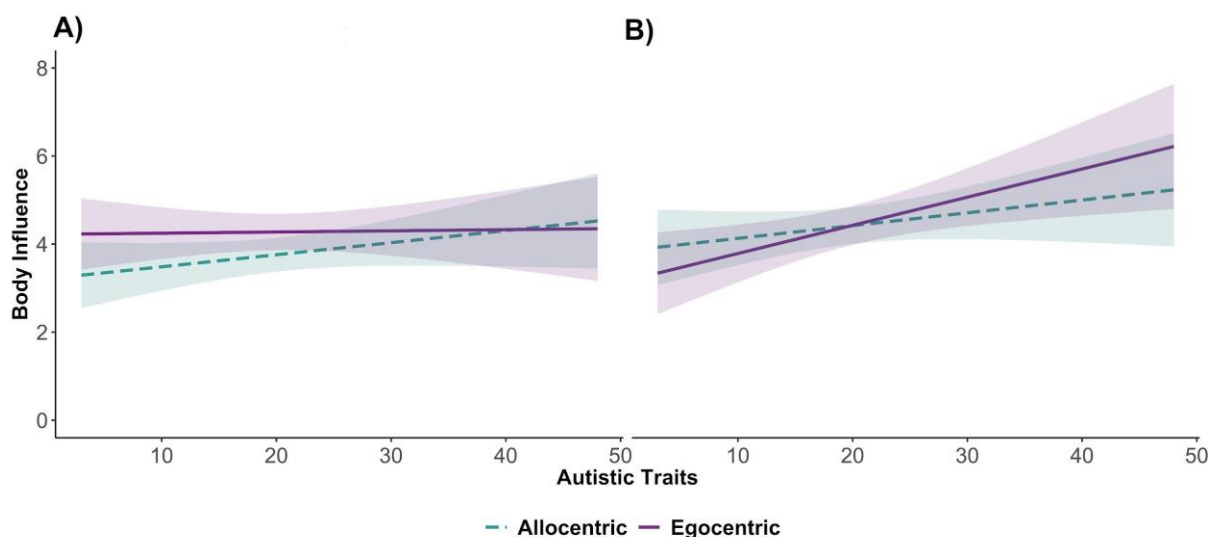 A)
B)
Body Influence
8
6
4
2
0
10 20 30 40 50
10 20 30 40 50
Autistic Traits
Allocentric Egocentric